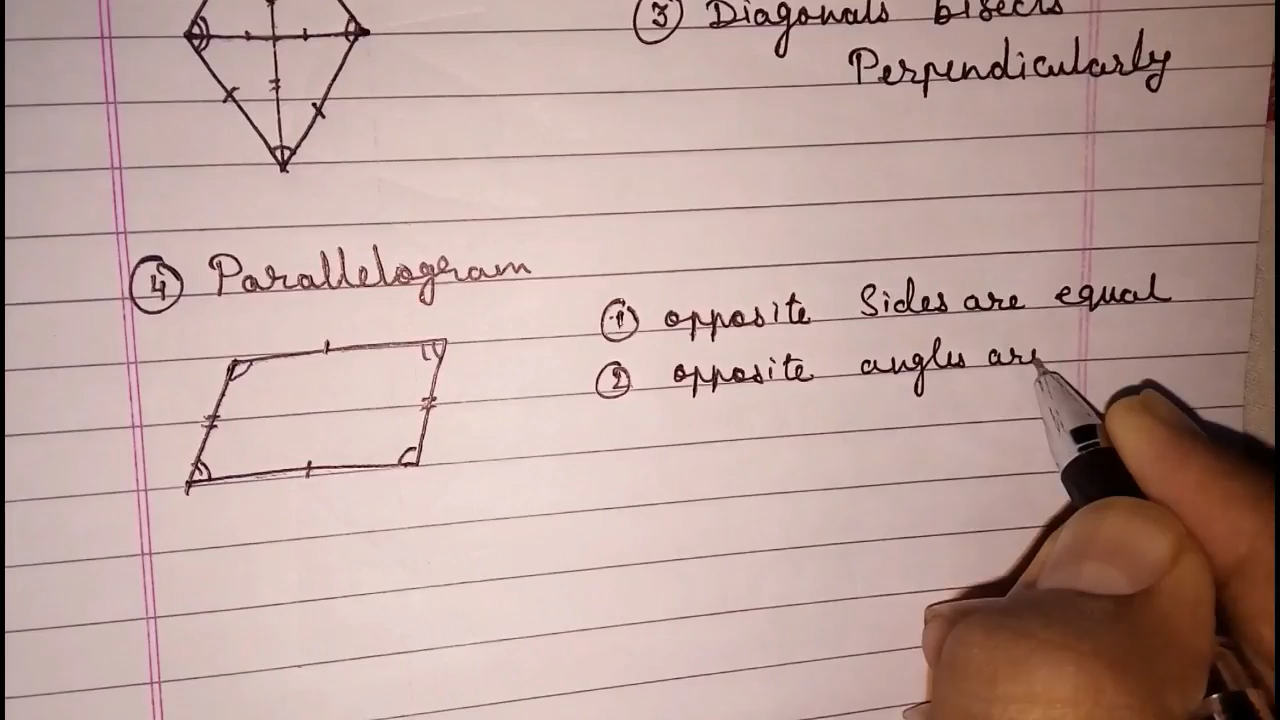 ③ Diagonals bisects
Perpendicularly
④ Parallelogram
① opposite Sides are equal
② opposite angles are